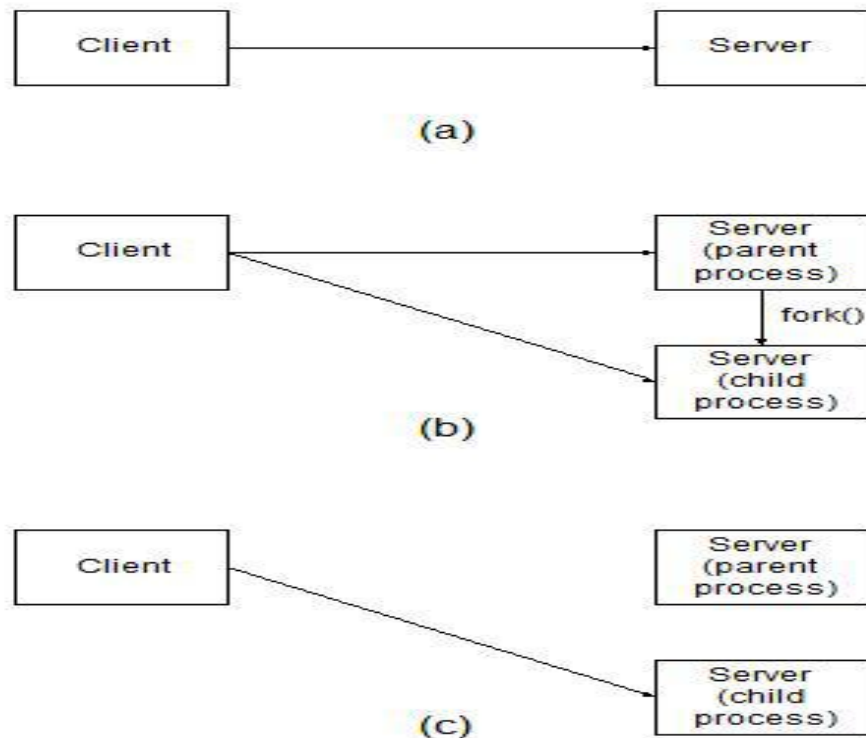 Client
Server
(a)
Client
Server
(parent
process)
fork()
Server
(child
process)
(b)
Client
Server
(parent
process)
Server
(child
process)
(c)